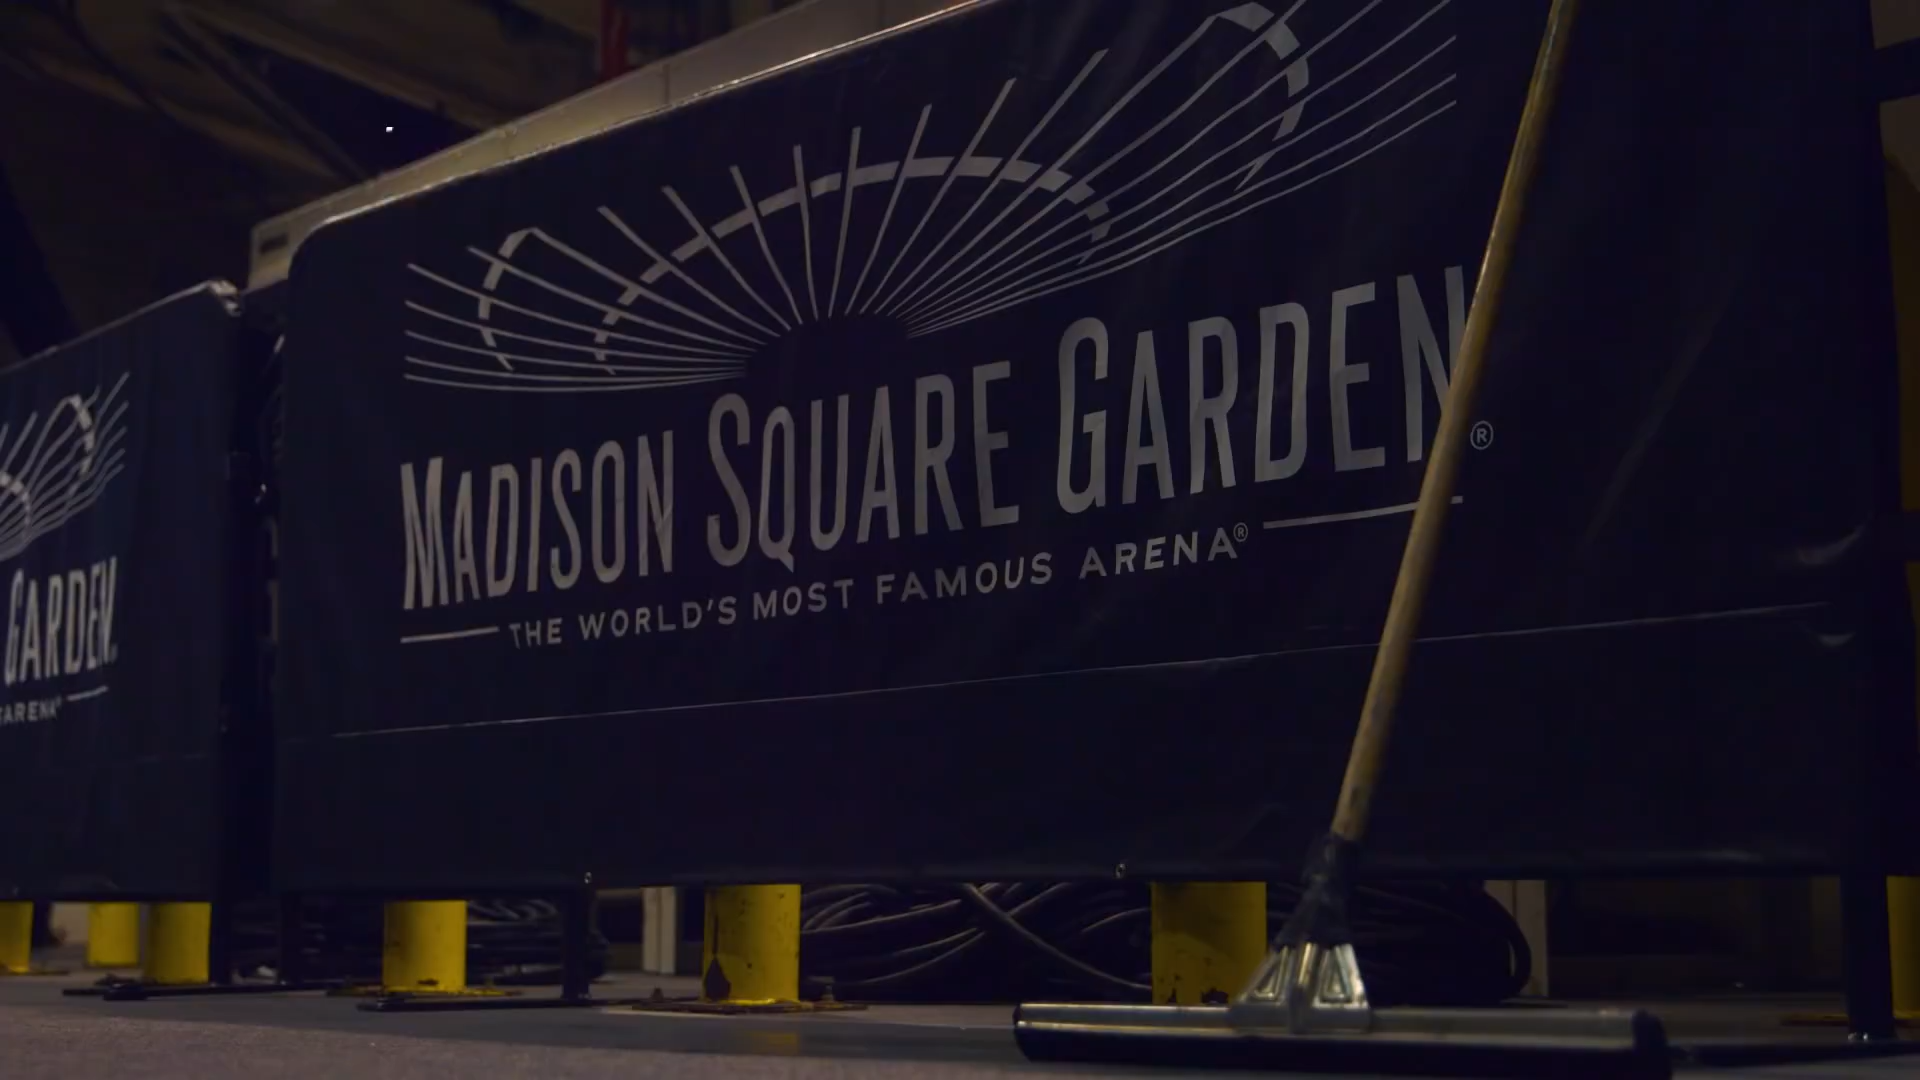 MADISON SQUARE GARDEN®
THE WORLD'S MOST FAMOUS ARENA®
GARDEN
ARENA®